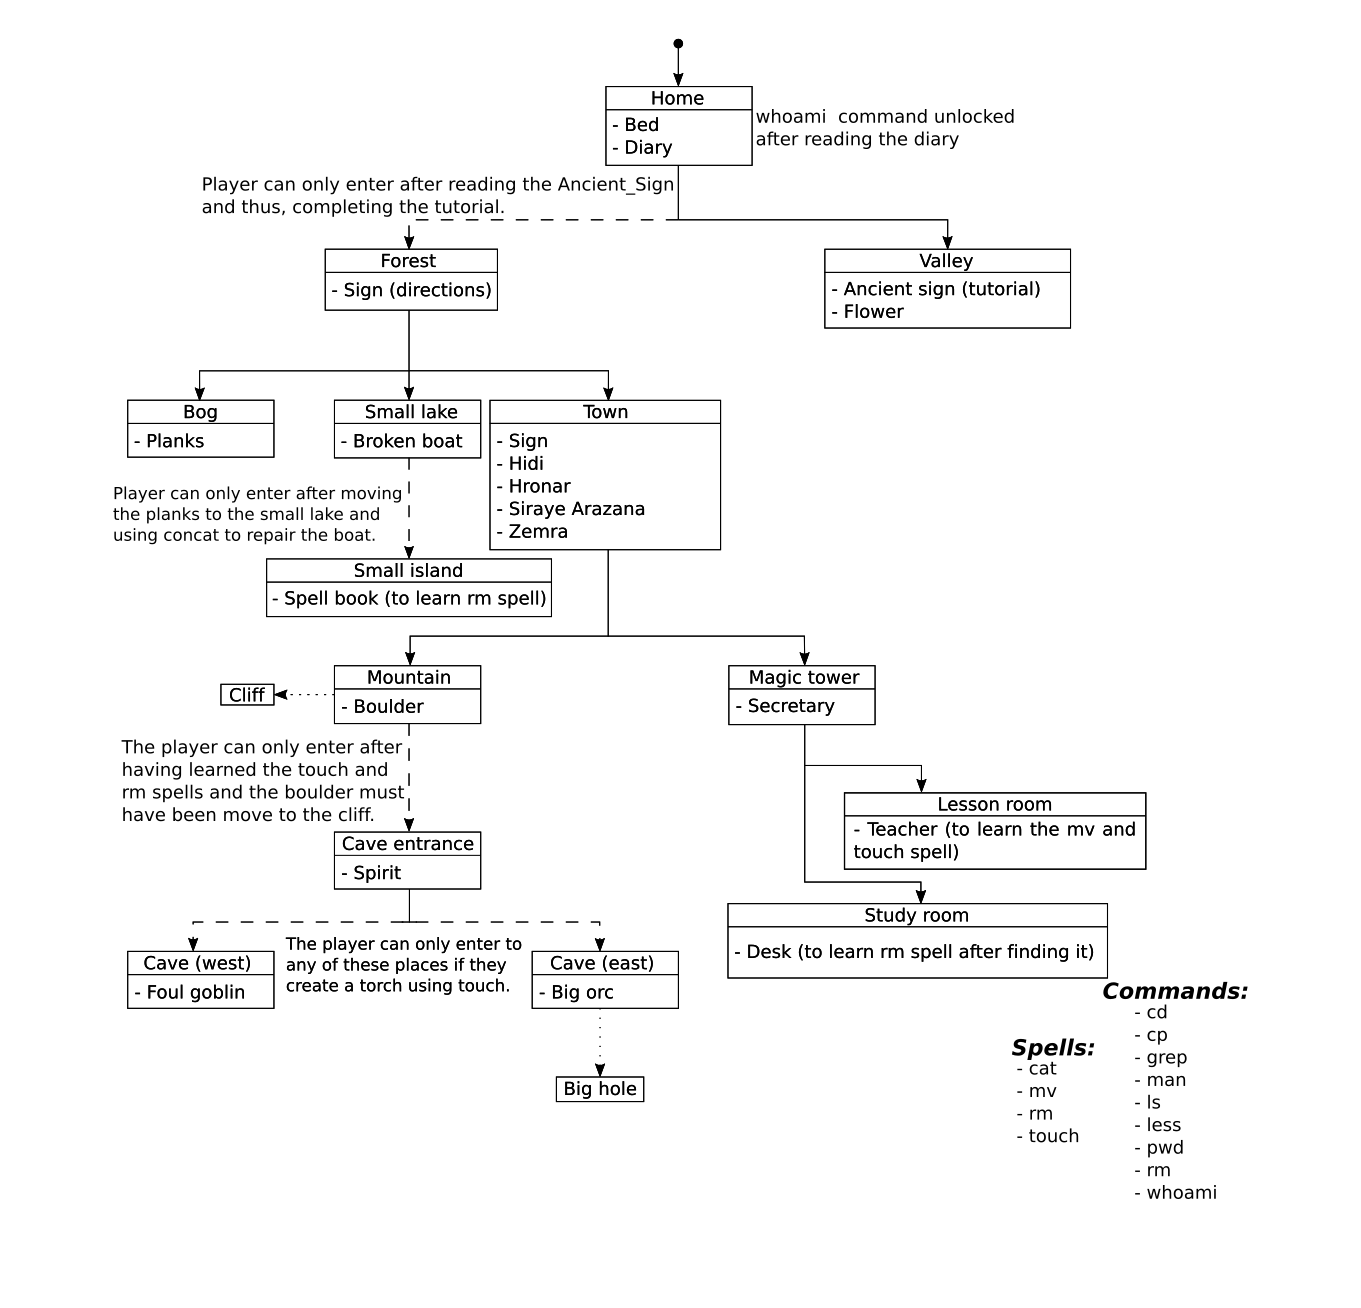 Home
- Bed
- Diary
whoami  command unlocked
after reading the diary
Player can only enter after reading the Ancient_Sign
and thus, completing the tutorial.
Forest
- Sign (directions)
Valley
- Ancient sign (tutorial)
- Flower
Bog
- Planks
Small lake
- Broken boat
Town
- Sign
- Hidi
- Hronar
- Siraye Arazana
- Zemra
Player can only enter after moving
the planks to the small lake and
using concat to repair the boat.
Small island
- Spell book (to learn rm spell)
Cliff
Mountain
- Boulder
Magic tower
- Secretary
The player can only enter after
having learned the touch and
rm spells and the boulder must
have been move to the cliff.
Lesson room
- Teacher (to learn the mv and
touch spell)
Cave entrance
- Spirit
Study room
- Desk (to learn rm spell after finding it)
Cave (west)
- Foul goblin
The player can only enter to
any of these places if they
create a torch using touch.
Cave (east)
- Big orc
Big hole
Spells:
- cat
- mv
- rm
- touch
Commands:
- cd
- cp
- grep
- man
- ls
- less
- pwd
- rm
- whoami